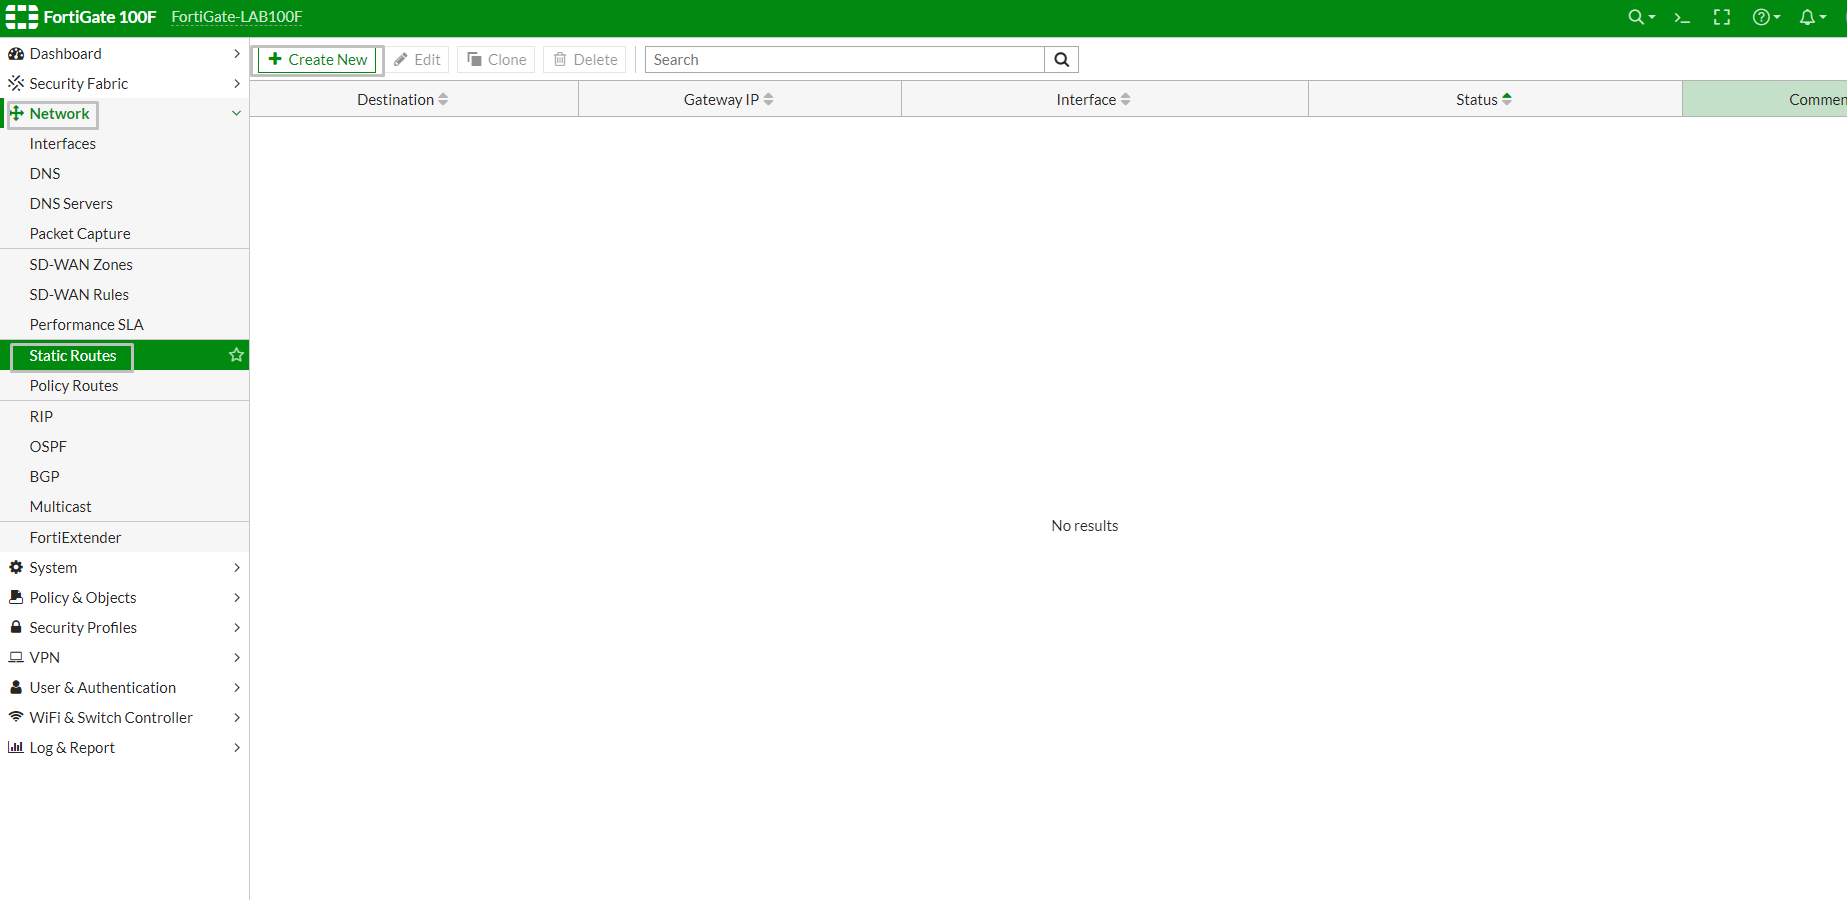 FortiGate 100F FortiGate-LAB100F
Dashboard
Security Fabric
Network
Interfaces
DNS
DNS Servers
Packet Capture
SD-WAN Zones
SD-WAN Rules
Performance SLA
Static Routes
Policy Routes
RIP
OSPF
BGP
Multicast
FortiExtender
System
Policy & Objects
Security Profiles
VPN
User & Authentication
WiFi & Switch Controller
Log & Report
Create New Edit Clone Delete Search
Destination Gateway IP Interface Status Commen
No results